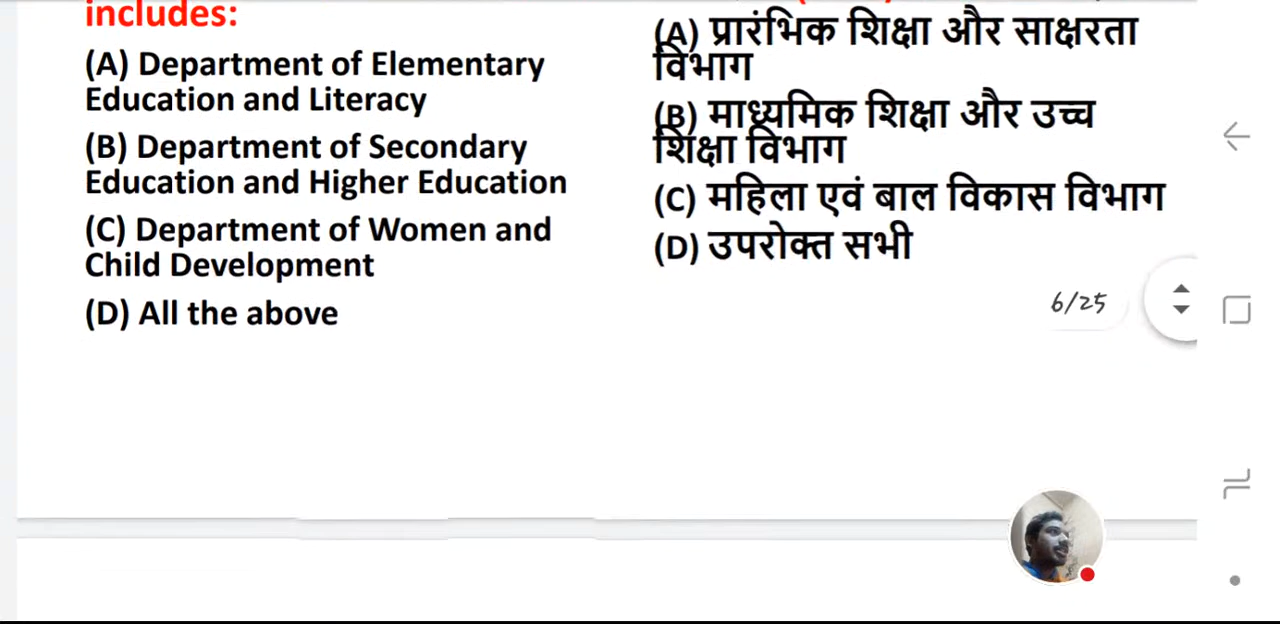 includes:
(A) Department of Elementary
Education and Literacy
(B) Department of Secondary
Education and Higher Education
(C) Department of Women and
Child Development
(D) All the above
(A) प्रारंभिक शिक्षा और साक्षरता
विभाग
(B) माध्यमिक शिक्षा और उच्च
शिक्षा विभाग
(C) महिला एवं बाल विकास विभाग
(D) उपरोक्त सभी
6/25